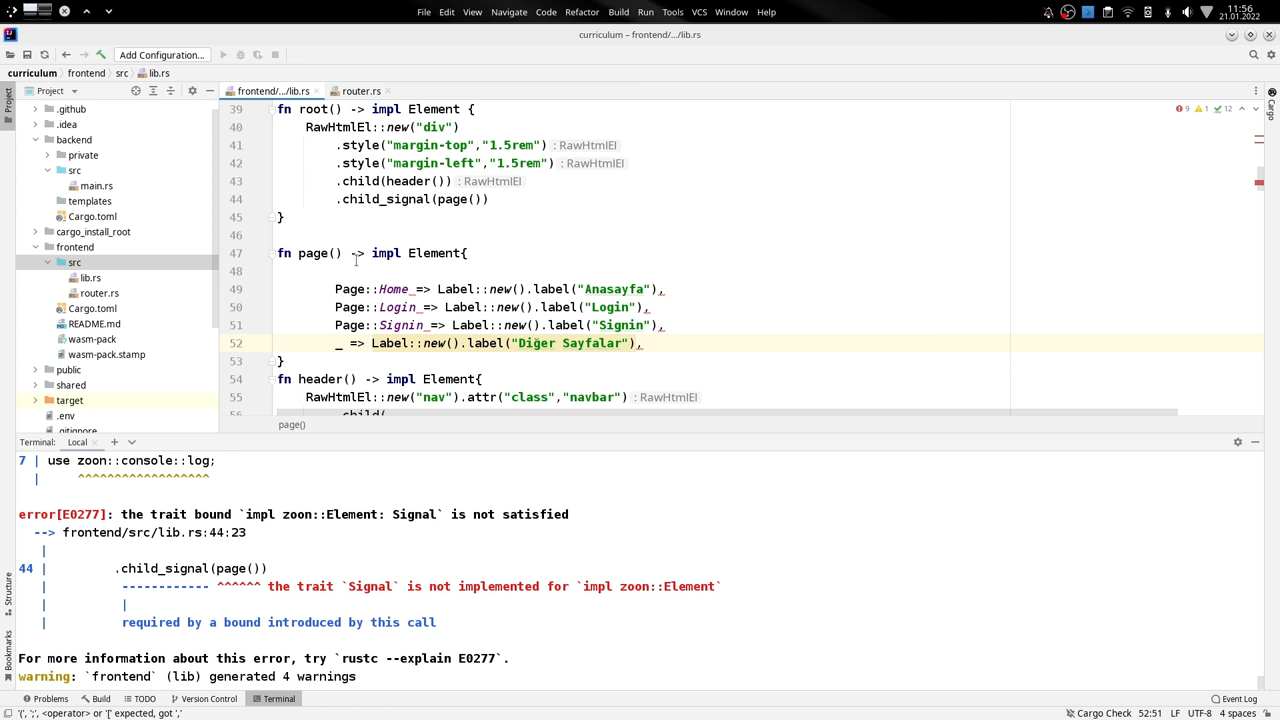 File Edit View Navigate Code Refactor Build Run Tools VCS Window Help
11:56
21.01.2022
curriculum – frontend/.../lib.rs
Add Configuration...
curriculum frontend src lib.rs
Project
frontend/.../lib.rs
router.rs
Project
Cargo
.github
.idea
backend
private
src
main.rs
templates
Cargo.toml
cargo_install_root
frontend
src
lib.rs
router.rs
Cargo.toml
README.md
wasm-pack
wasm-pack.stamp
public
shared
target
.env
.gitignore
9 1 12
39 fn root() -> impl Element {
40 RawHtmlEl::new("div")
41 .style("margin-top","1.5rem") : RawHtmlEl
42 .style("margin-left","1.5rem") : RawHtmlEl
43 .child(header()) : RawHtmlEl
44 .child_signal(page())
45 }
46
47 fn page() -> impl Element{
48
49 Page::Home => Label::new().label("Anasayfa"),
50 Page::Login => Label::new().label("Login"),
51 Page::Signin => Label::new().label("Signin"),
52 _ => Label::new().label("Diğer Sayfalar"),
53 }
54 fn header() -> impl Element{
55 RawHtmlEl::new("nav").attr("class","navbar") : RawHtmlEl
56 .child(
page()
Terminal: Local
7 | use zoon::console::log;
| ^^^^^^^^^^^^^^^^^^
error[E0277]: the trait bound `impl zoon::Element: Signal` is not satisfied
--> frontend/src/lib.rs:44:23
|
44 | .child_signal(page())
| ------------ ^^^^^^ the trait `Signal` is not implemented for `impl zoon::Element`
| |
| required by a bound introduced by this call
For more information about this error, try `rustc --explain E0277`.
warning: `frontend` (lib) generated 4 warnings
Structure
Bookmarks
Problems Build TODO Version Control Terminal
Event Log
'(', ';', <operator> or '[' expected, got ','
Cargo Check 52:51 LF UTF-8 4 spaces